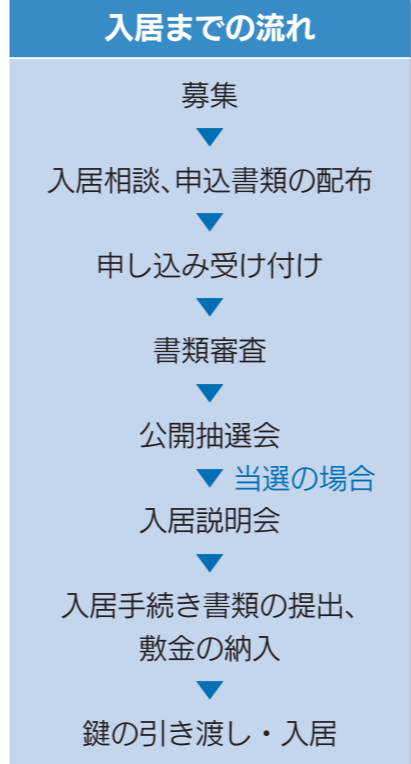 入居までの流れ
募集
▼
入居相談、申込書類の配布
▼
申し込み受け付け
▼
書類審査
▼
公開抽選会
▼ 当選の場合
入居説明会
▼
入居手続き書類の提出、
敷金の納入
▼
鍵の引き渡し・入居